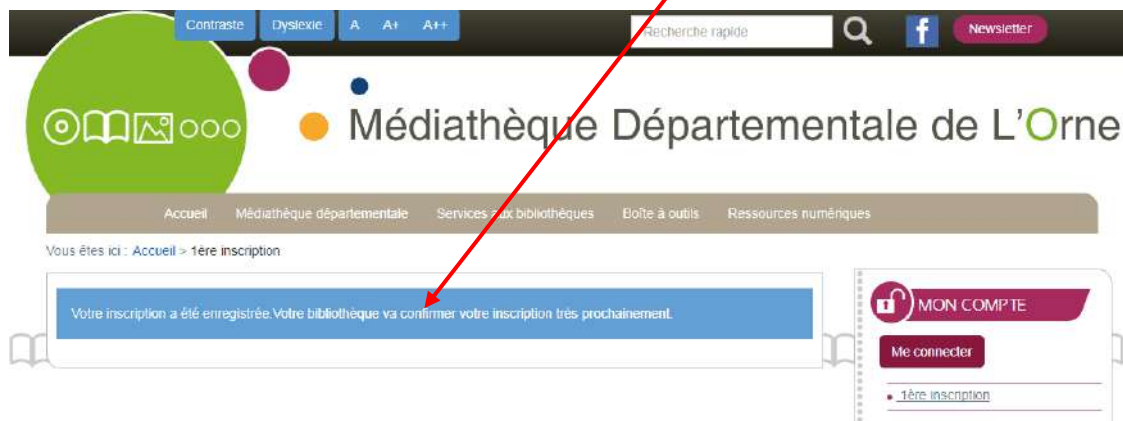 Contraste Dyslexie A A+ A++ Recherche rapide f Newsletter
Médiathèque Départementale de L'Orne
Accueil Médiathèque départementale Services aux bibliothèques Boîte à outils Ressources numériques
Vous êtes ici : Accueil > 1ère inscription
Votre inscription a été enregistrée.Votre bibliothèque va confirmer votre inscription très prochainement.
MON COMPTE
Me connecter
1ère inscription